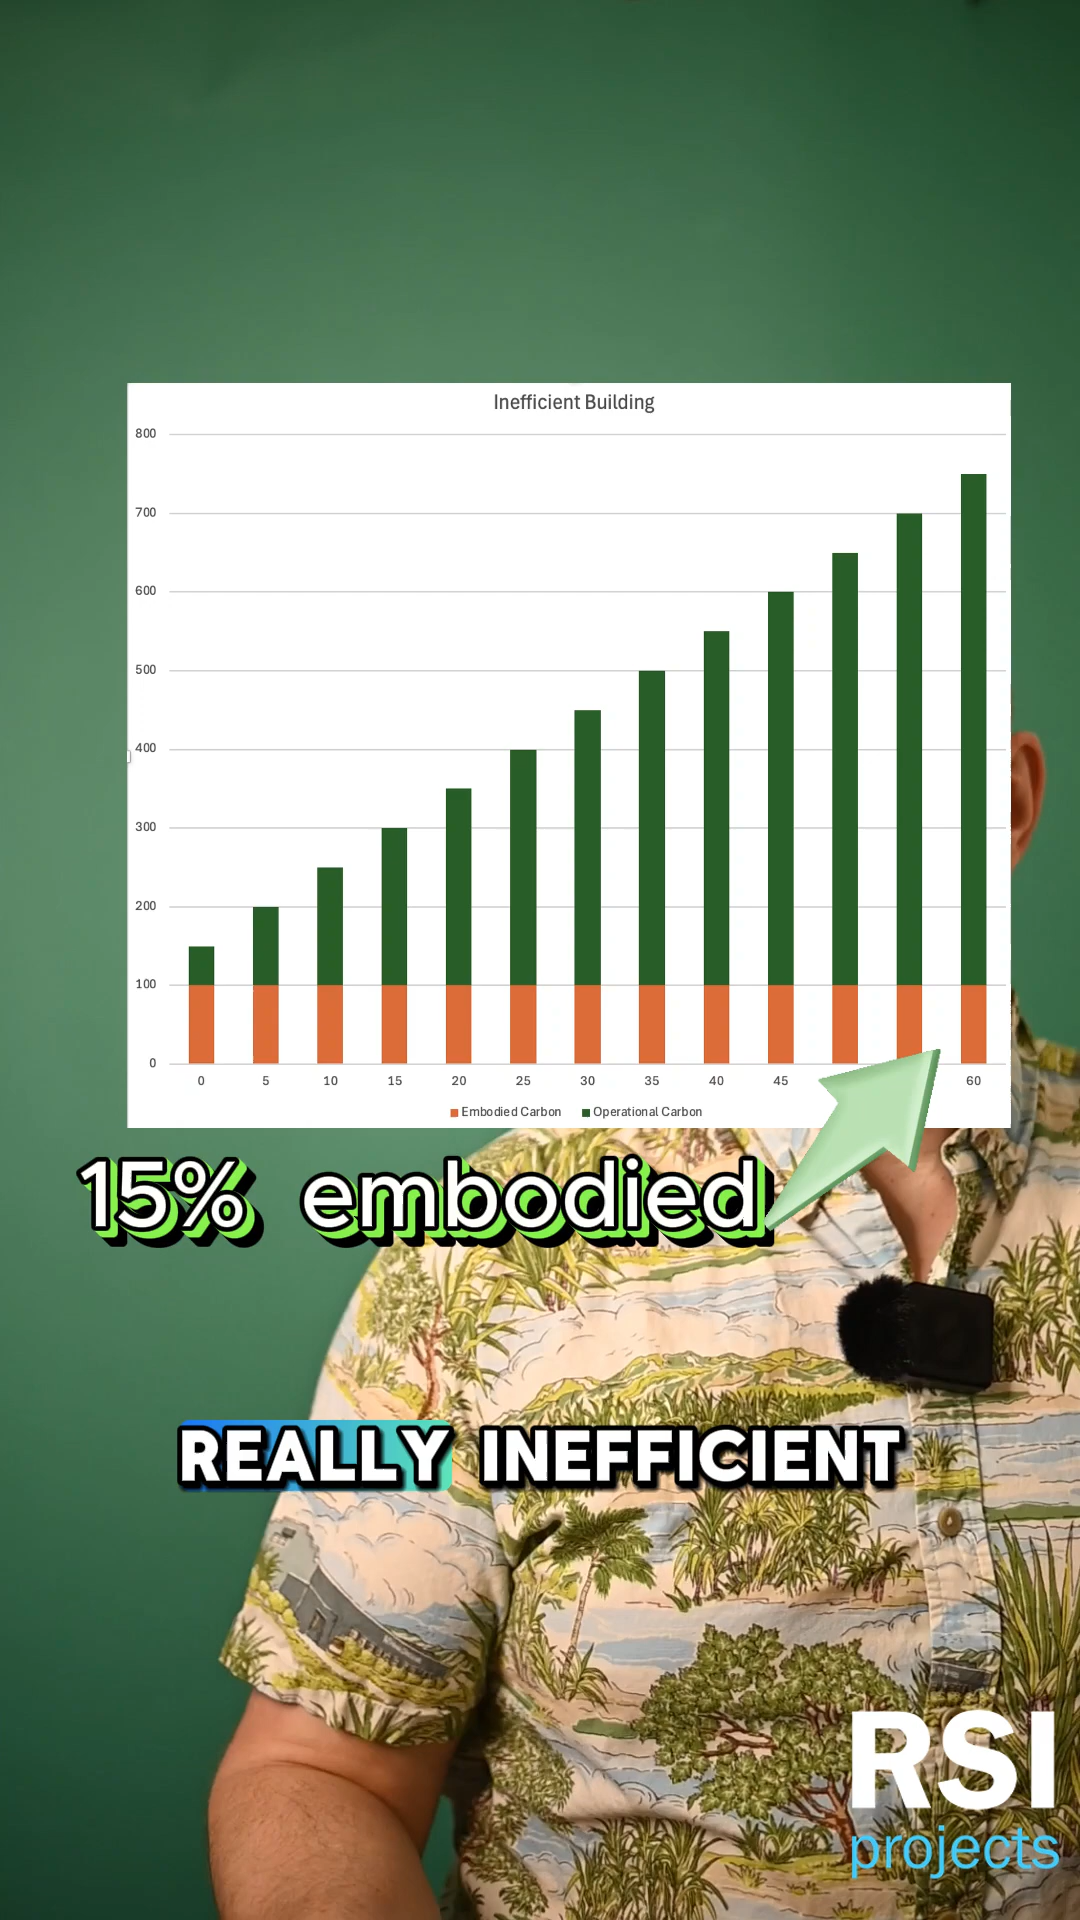 Inefficient Building
800
700
600
500
400
300
200
100
0
0 5 10 15 20 25 30 35 40 45 60
Embodied Carbon Operational Carbon
15% embodied
REALLY INEFFICIENT
RSI
projects